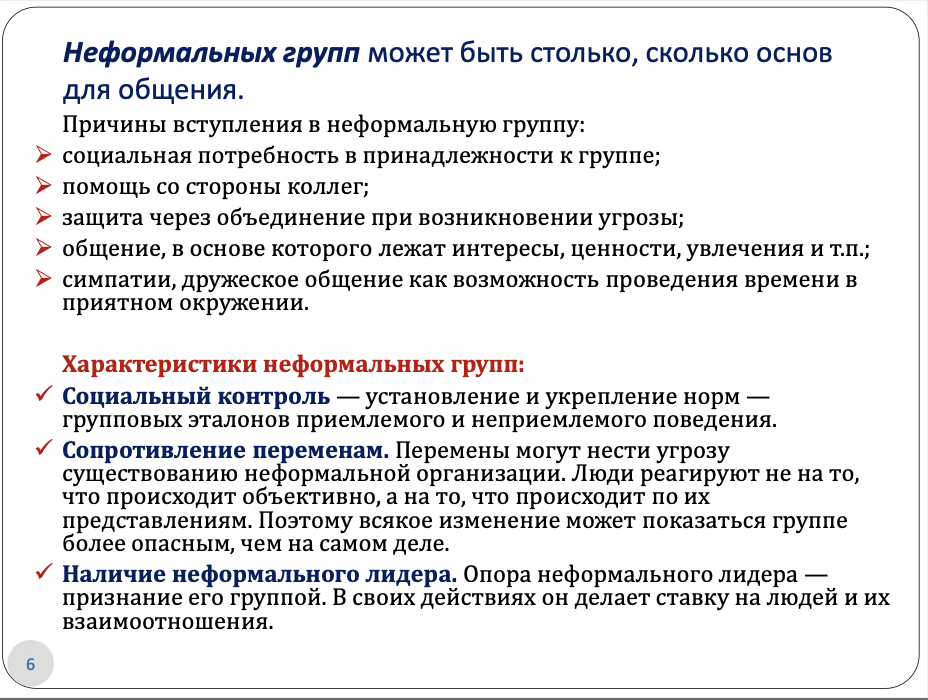 Неформальных групп может быть столько, сколько основ
для общения.
Причины вступления в неформальную группу:
социальная потребность в принадлежности к группе;
помощь со стороны коллег;
защита через объединение при возникновении угрозы;
общение, в основе которого лежат интересы, ценности, увлечения и т.п.;
симпатии, дружеское общение как возможность проведения времени в
приятном окружении.
Характеристики неформальных групп:
Социальный контроль — установление и укрепление норм —
групповых эталонов приемлемого и неприемлемого поведения.
Сопротивление переменам. Перемены могут нести угрозу
существованию неформальной организации. Люди реагируют не на то,
что происходит объективно, а на то, что происходит по их
представлениям. Поэтому всякое изменение может показаться группе
более опасным, чем на самом деле.
Наличие неформального лидера. Опора неформального лидера —
признание его группой. В своих действиях он делает ставку на людей и их
взаимоотношения.
6